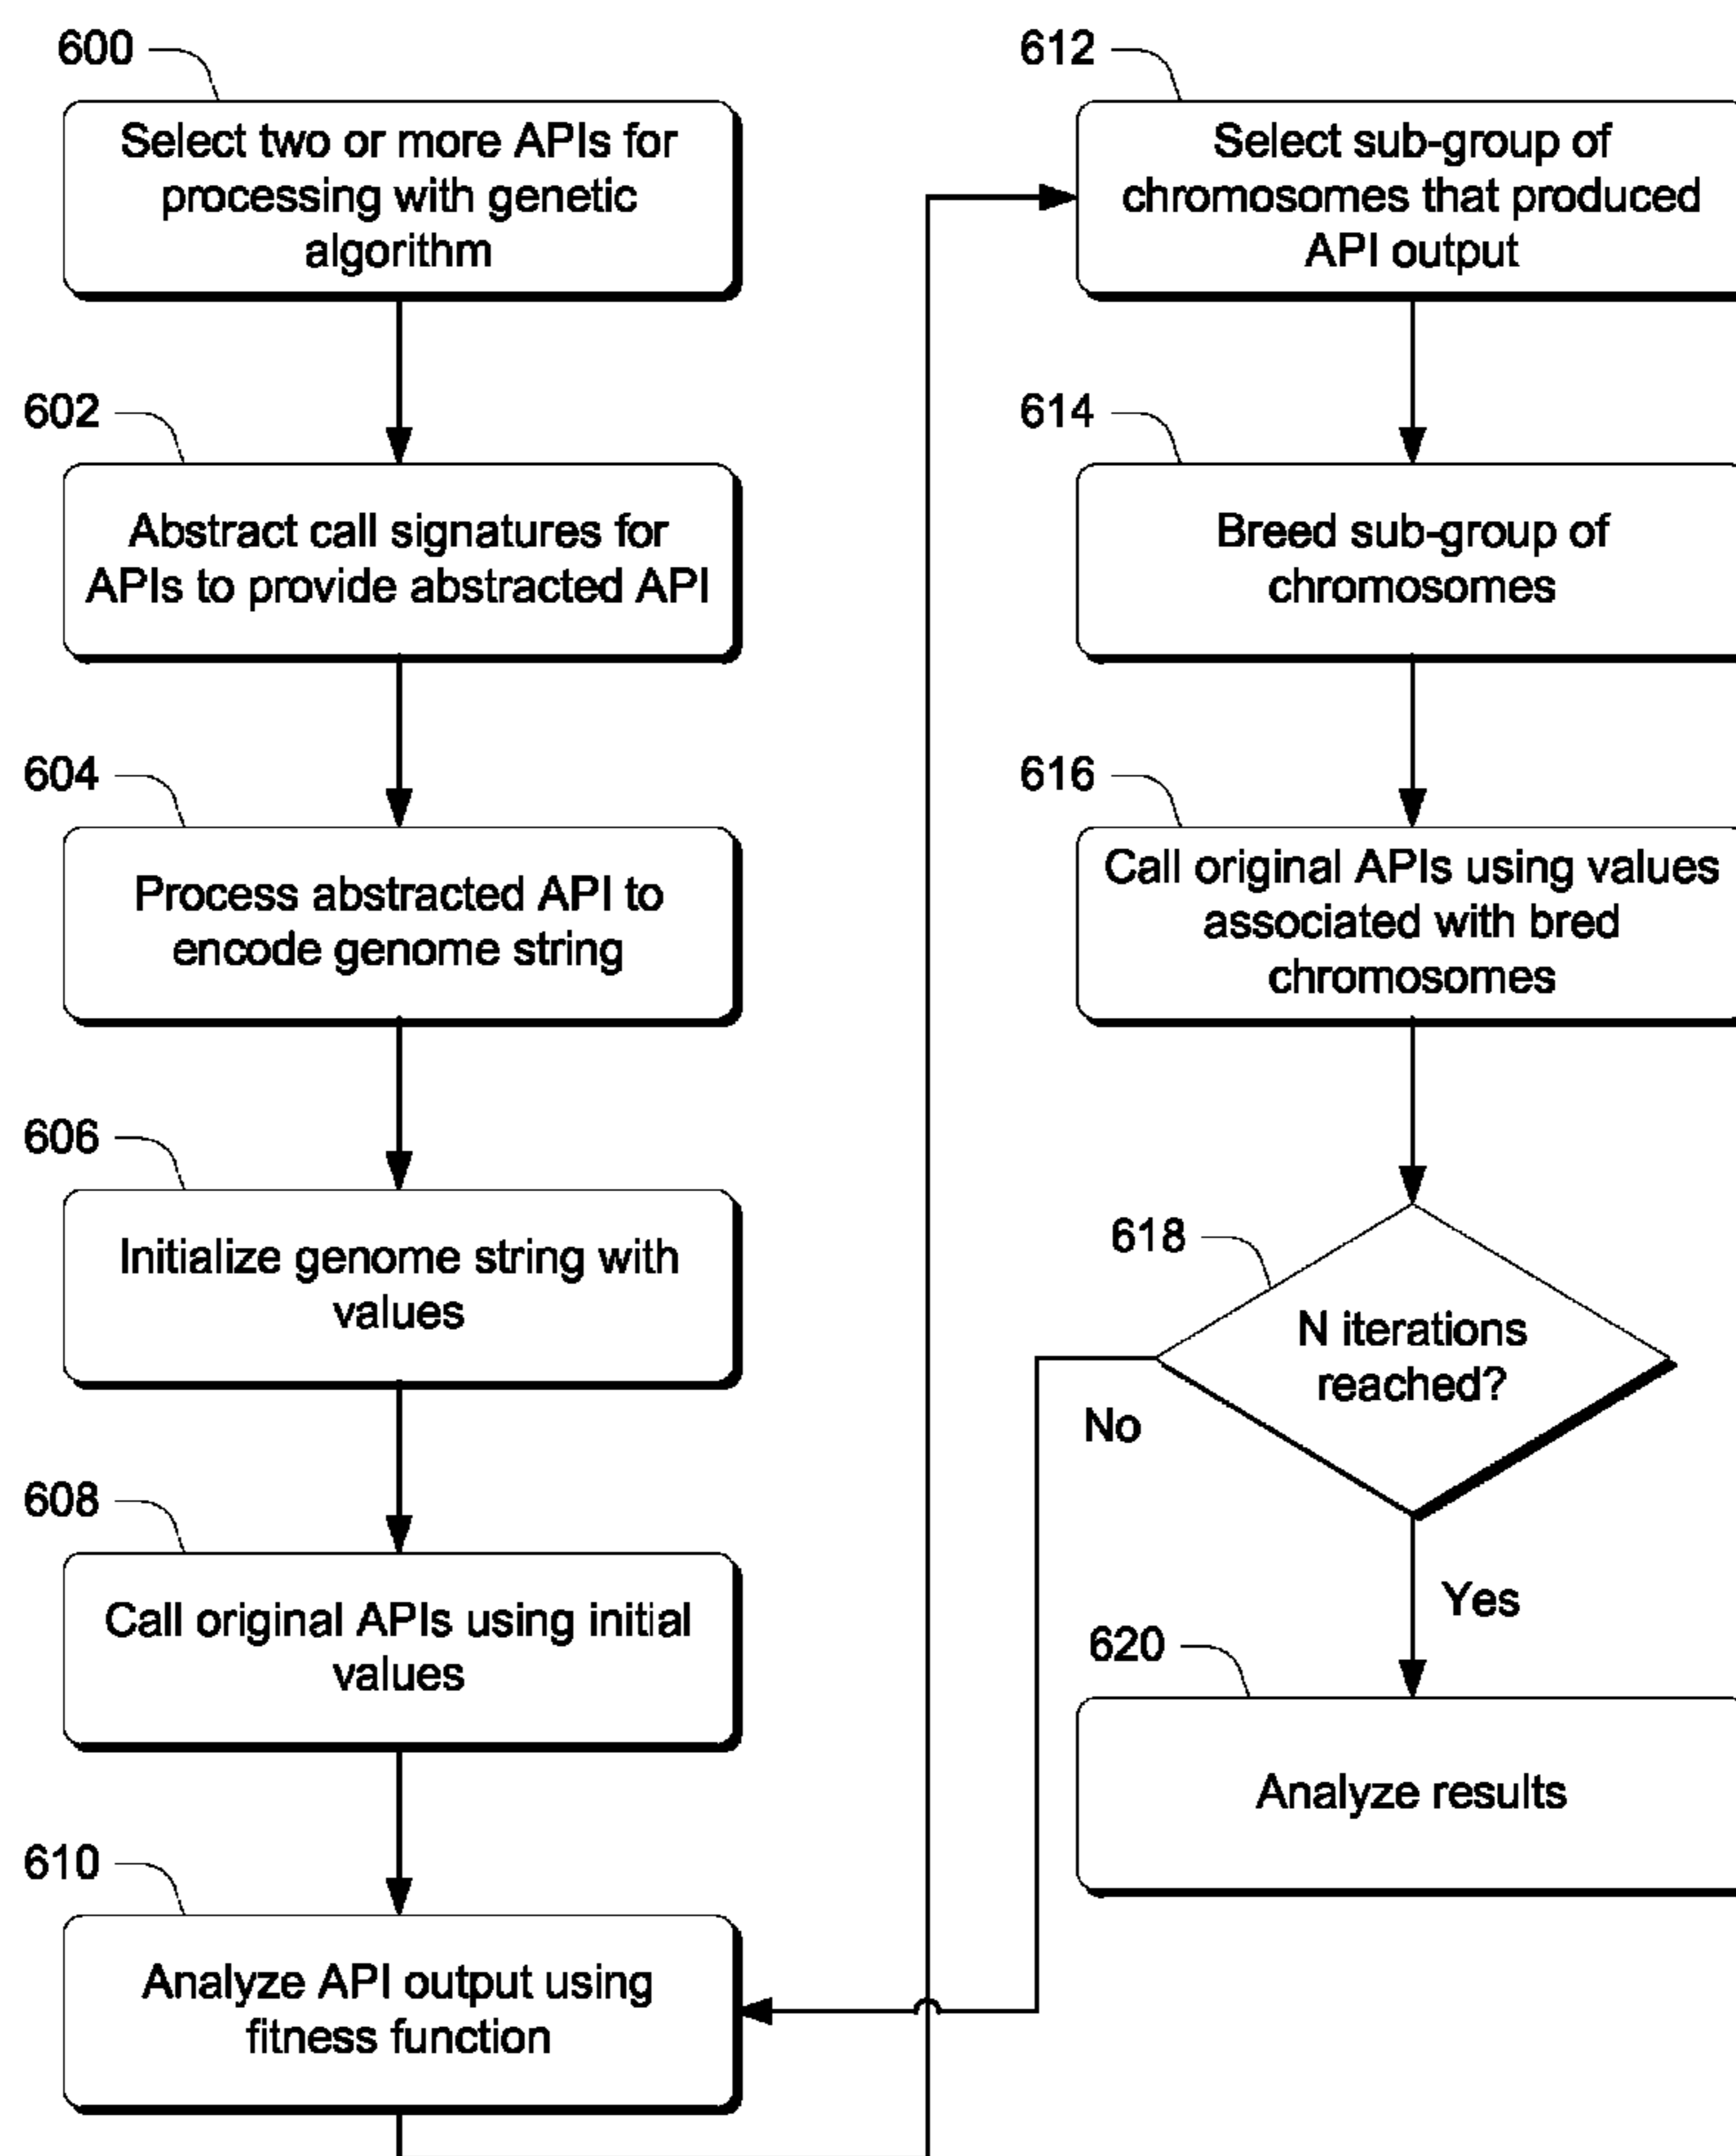 600
Select two or more APIs for
processing with genetic
algorithm
602
Abstract call signatures for
APIs to provide abstracted API
604
Process abstracted API to
encode genome string
606
Initialize genome string with
values
608
Call original APIs using initial
values
610
Analyze API output using
fitness function
612
Select sub-group of
chromosomes that produced
API output
614
Breed sub-group of
chromosomes
616
Call original APIs using values
associated with bred
chromosomes
618
N iterations
reached?
No
Yes
620
Analyze results